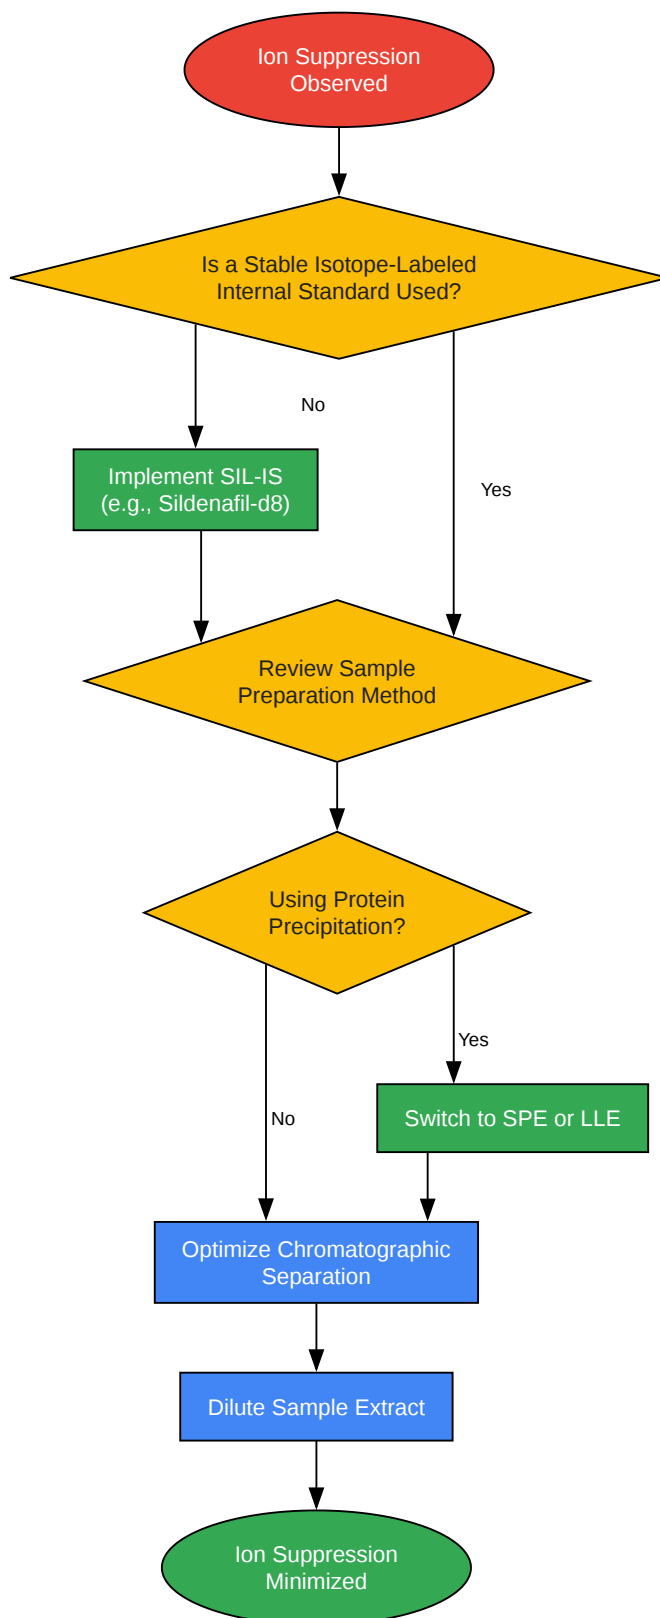 Ion Suppression
Observed
Is a Stable Isotope-Labeled
Internal Standard Used?
No
Implement SIL-IS
(e.g., Sildenafil-d8)
Yes
Review Sample
Preparation Method
Using Protein
Precipitation?
Yes
No
Switch to SPE or LLE
Optimize Chromatographic
Separation
Dilute Sample Extract
Ion Suppression
Minimized